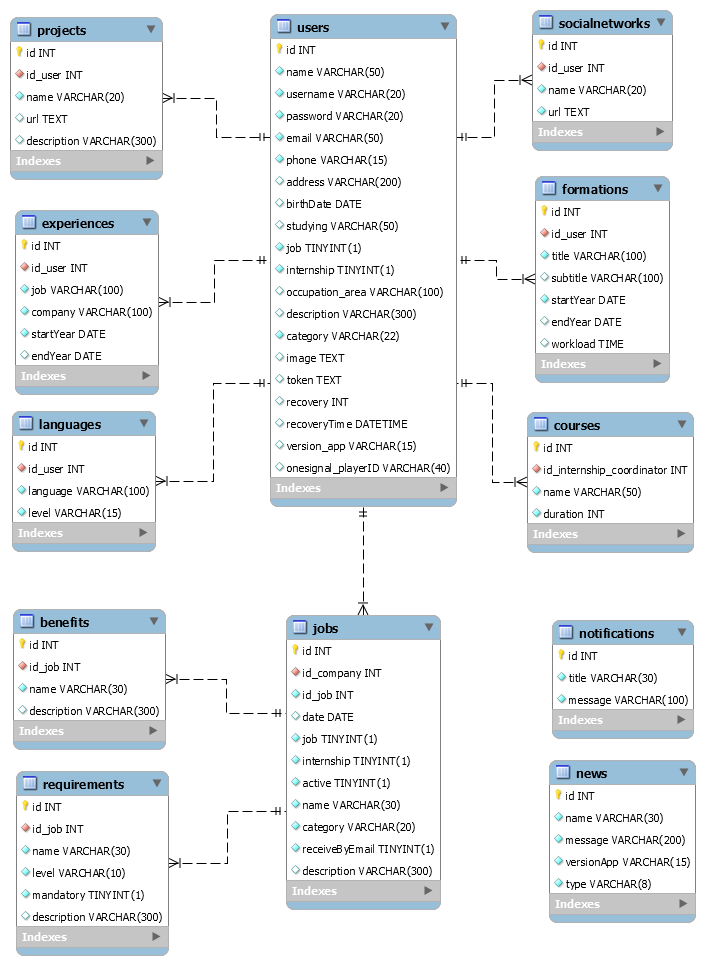 projects
id INT
id_user INT
name VARCHAR(20)
url TEXT
description VARCHAR(300)
Indexes
users
id INT
name VARCHAR(50)
username VARCHAR(20)
password VARCHAR(20)
email VARCHAR(50)
phone VARCHAR(15)
address VARCHAR(200)
birthDate DATE
studying VARCHAR(50)
job TINYINT(1)
internship TINYINT(1)
occupation_area VARCHAR(100)
description VARCHAR(300)
category VARCHAR(22)
image TEXT
token TEXT
recovery INT
recoveryTime DATETIME
version_app VARCHAR(15)
onesignal_playerID VARCHAR(40)
Indexes
socialnetworks
id INT
id_user INT
name VARCHAR(20)
url TEXT
Indexes
experiences
id INT
id_user INT
job VARCHAR(100)
company VARCHAR(100)
startYear DATE
endYear DATE
Indexes
formations
id INT
id_user INT
title VARCHAR(100)
subtitle VARCHAR(100)
startYear DATE
endYear DATE
workload TIME
Indexes
languages
id INT
id_user INT
language VARCHAR(100)
level VARCHAR(15)
Indexes
courses
id INT
id_internship_coordinator INT
name VARCHAR(50)
duration INT
Indexes
benefits
id INT
id_job INT
name VARCHAR(30)
description VARCHAR(300)
Indexes
jobs
id INT
id_company INT
id_job INT
date DATE
job TINYINT(1)
internship TINYINT(1)
active TINYINT(1)
name VARCHAR(30)
category VARCHAR(20)
receiveByEmail TINYINT(1)
description VARCHAR(300)
Indexes
notifications
id INT
title VARCHAR(30)
message VARCHAR(100)
Indexes
requirements
id INT
id_job INT
name VARCHAR(30)
level VARCHAR(10)
mandatory TINYINT(1)
description VARCHAR(300)
Indexes
news
id INT
name VARCHAR(30)
message VARCHAR(200)
versionApp VARCHAR(15)
type VARCHAR(8)
Indexes